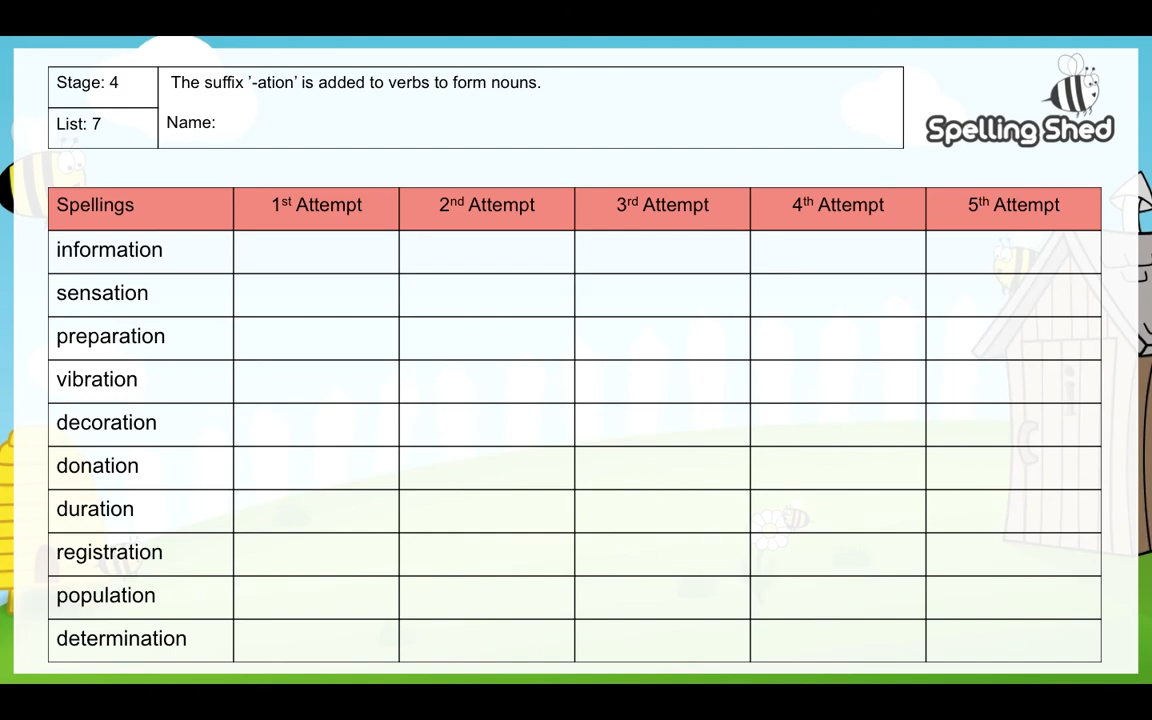 Stage: 4
The suffix ’-ation’ is added to verbs to form nouns.
List: 7
Name:
Spelling Shed
Spellings 1st Attempt 2nd Attempt 3rd Attempt 4th Attempt 5th Attempt
information
sensation
preparation
vibration
decoration
donation
duration
registration
population
determination